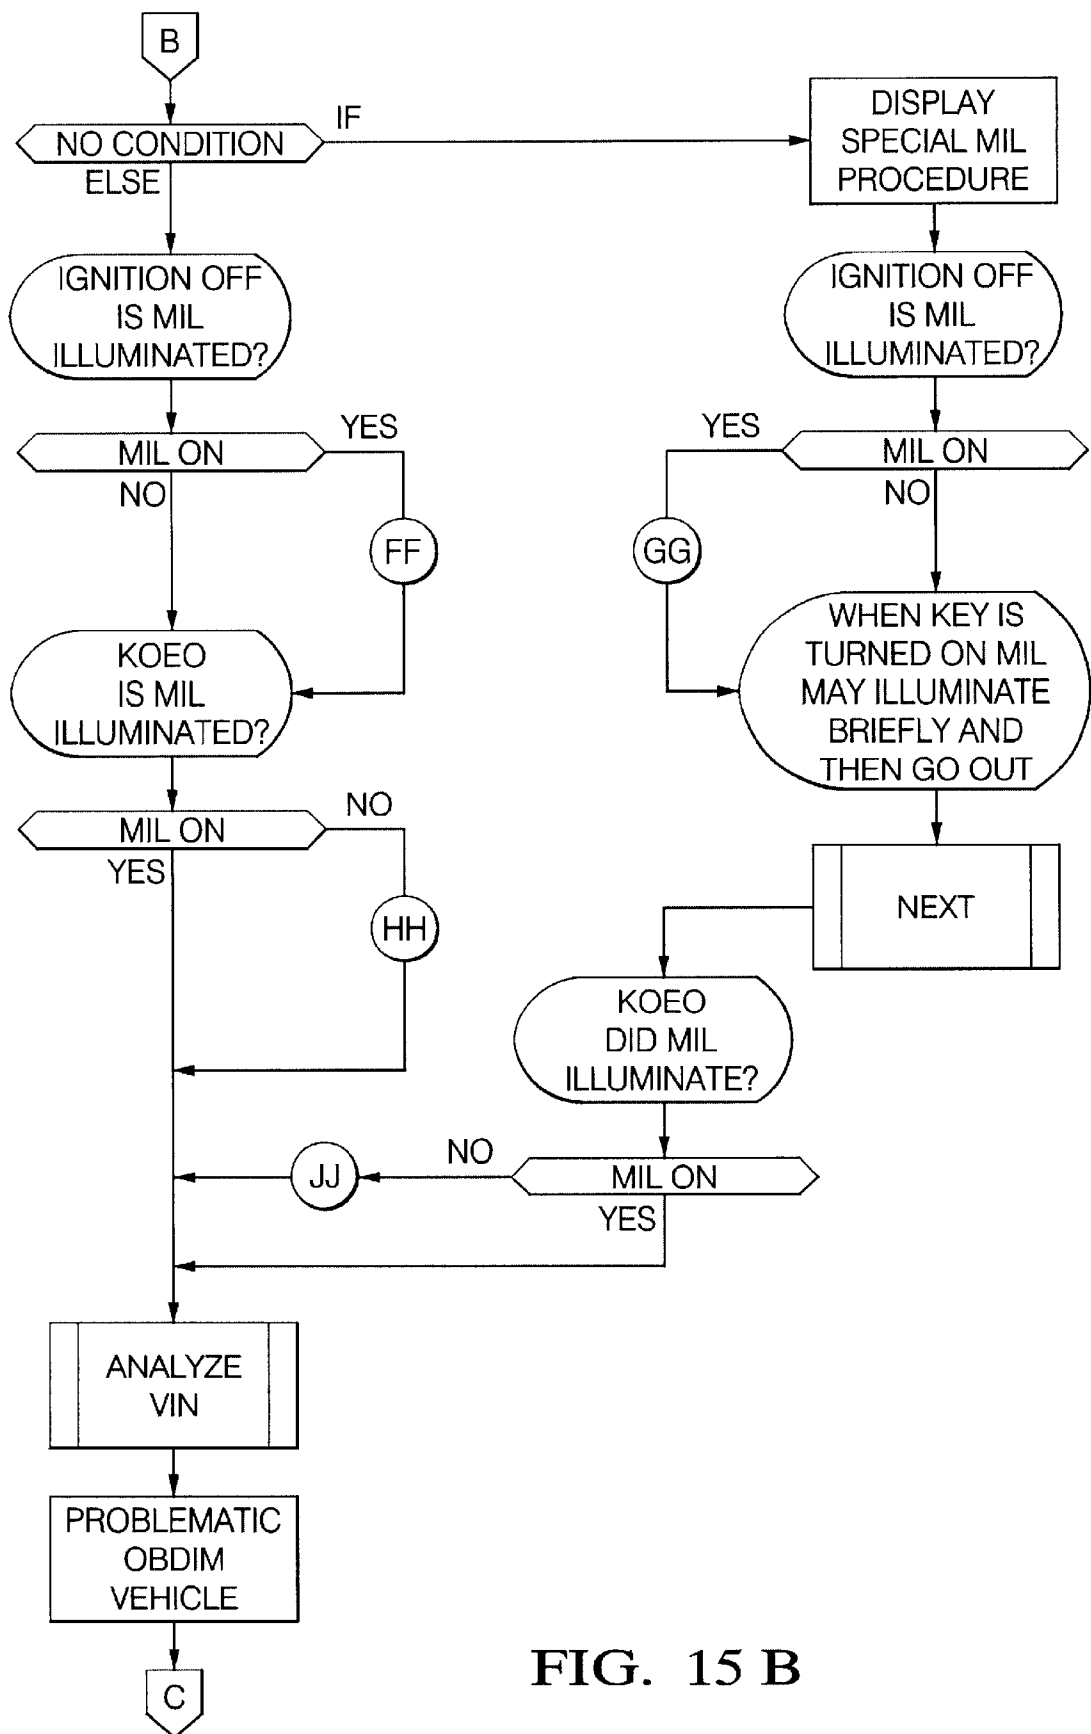 B
NO CONDITION
IF
ELSE
DISPLAY
SPECIAL MIL
PROCEDURE
IGNITION OFF
IS MIL
ILLUMINATED?
IGNITION OFF
IS MIL
ILLUMINATED?
MIL ON
YES
NO
FF
YES
MIL ON
NO
GG
KOEO
IS MIL
ILLUMINATED?
WHEN KEY IS
TURNED ON MIL
MAY ILLUMINATE
BRIEFLY AND
THEN GO OUT
MIL ON
NO
YES
HH
NEXT
KOEO
DID MIL
ILLUMINATE?
JJ
NO
MIL ON
YES
ANALYZE
VIN
PROBLEMATIC
OBDIM
VEHICLE
C
FIG. 15 B